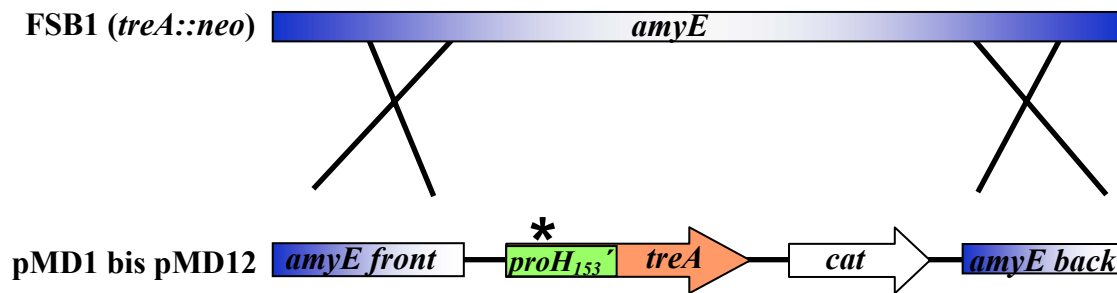 FSB1 (treA::neo)
amyE
*
pMD1 bis pMD12
amyE front
proH₁₅₃´
treA
cat
amyE back